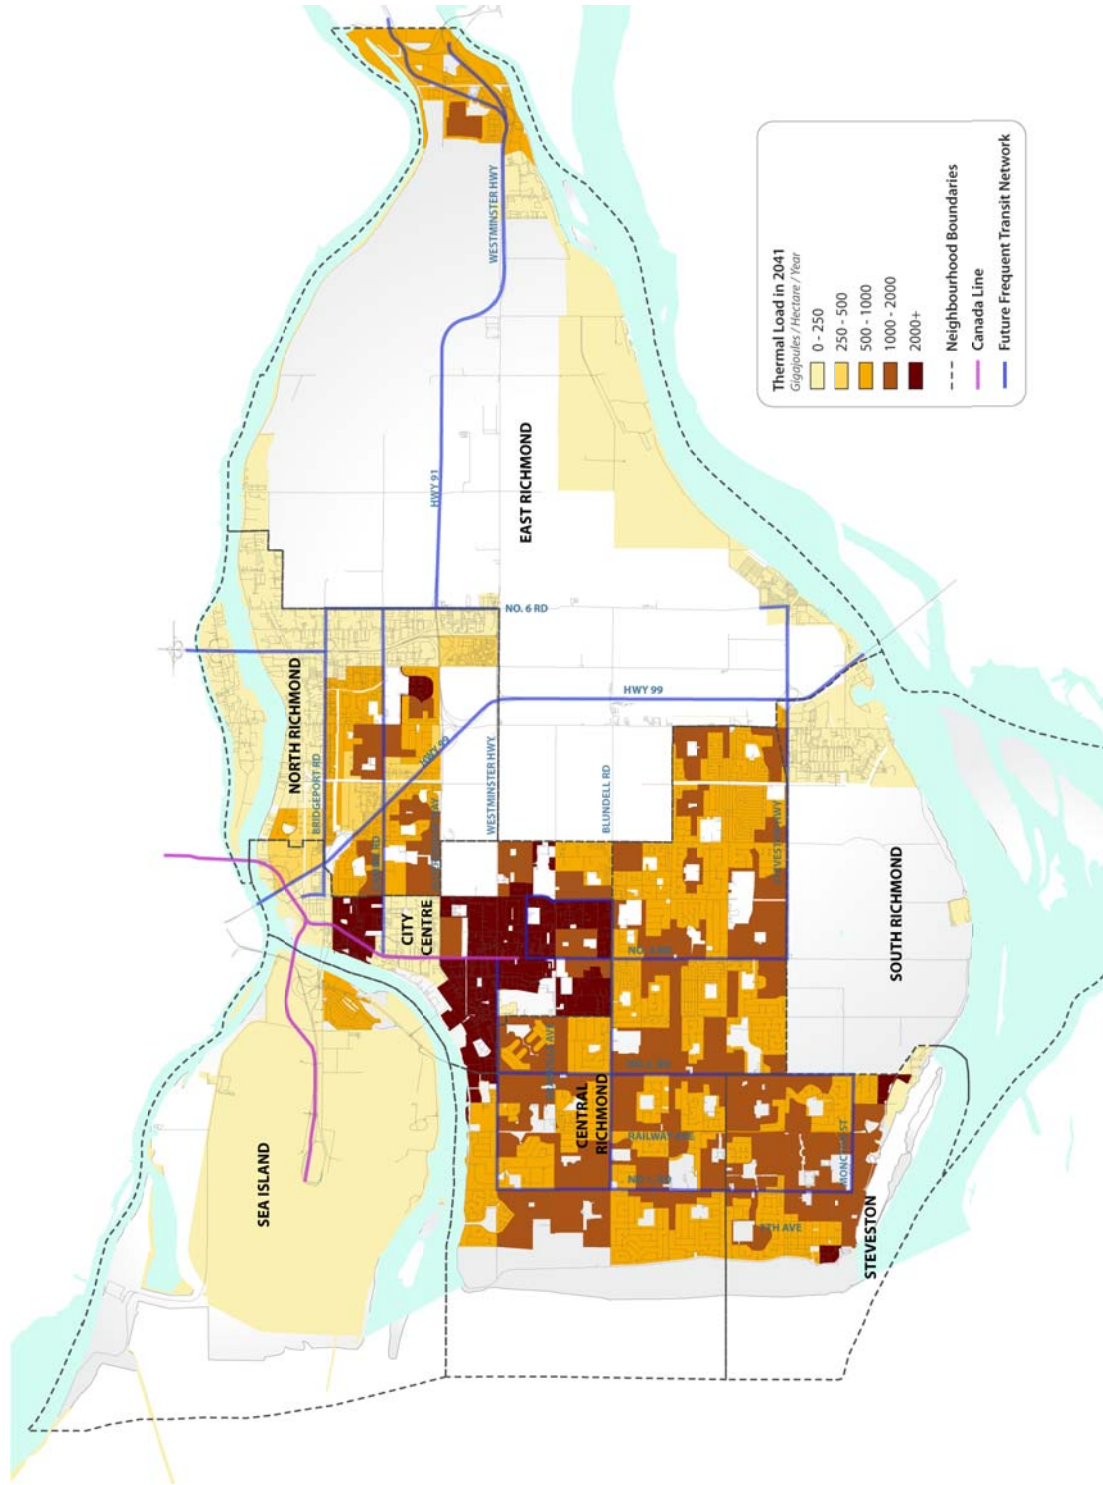 WESTMINSTER HWY
HWY 91
EAST RICHMOND
NO. 6 RD
NORTH RICHMOND
BRIDGEPORT RD
HWY 99
HWY 99
WESTMINSTER HWY.
BLUNDELL RD
CITY
CENTRE
SOUTH RICHMOND
SEA ISLAND
CENTRAL
RICHMOND
RAILWAY AVE
STEVESTON
Thermal Load in 2041
Gigajoules / Hectare / Year
0 - 250
250 - 500
500 - 1000
1000 - 2000
2000+
Neighbourhood Boundaries
Canada Line
Future Frequent Transit Network